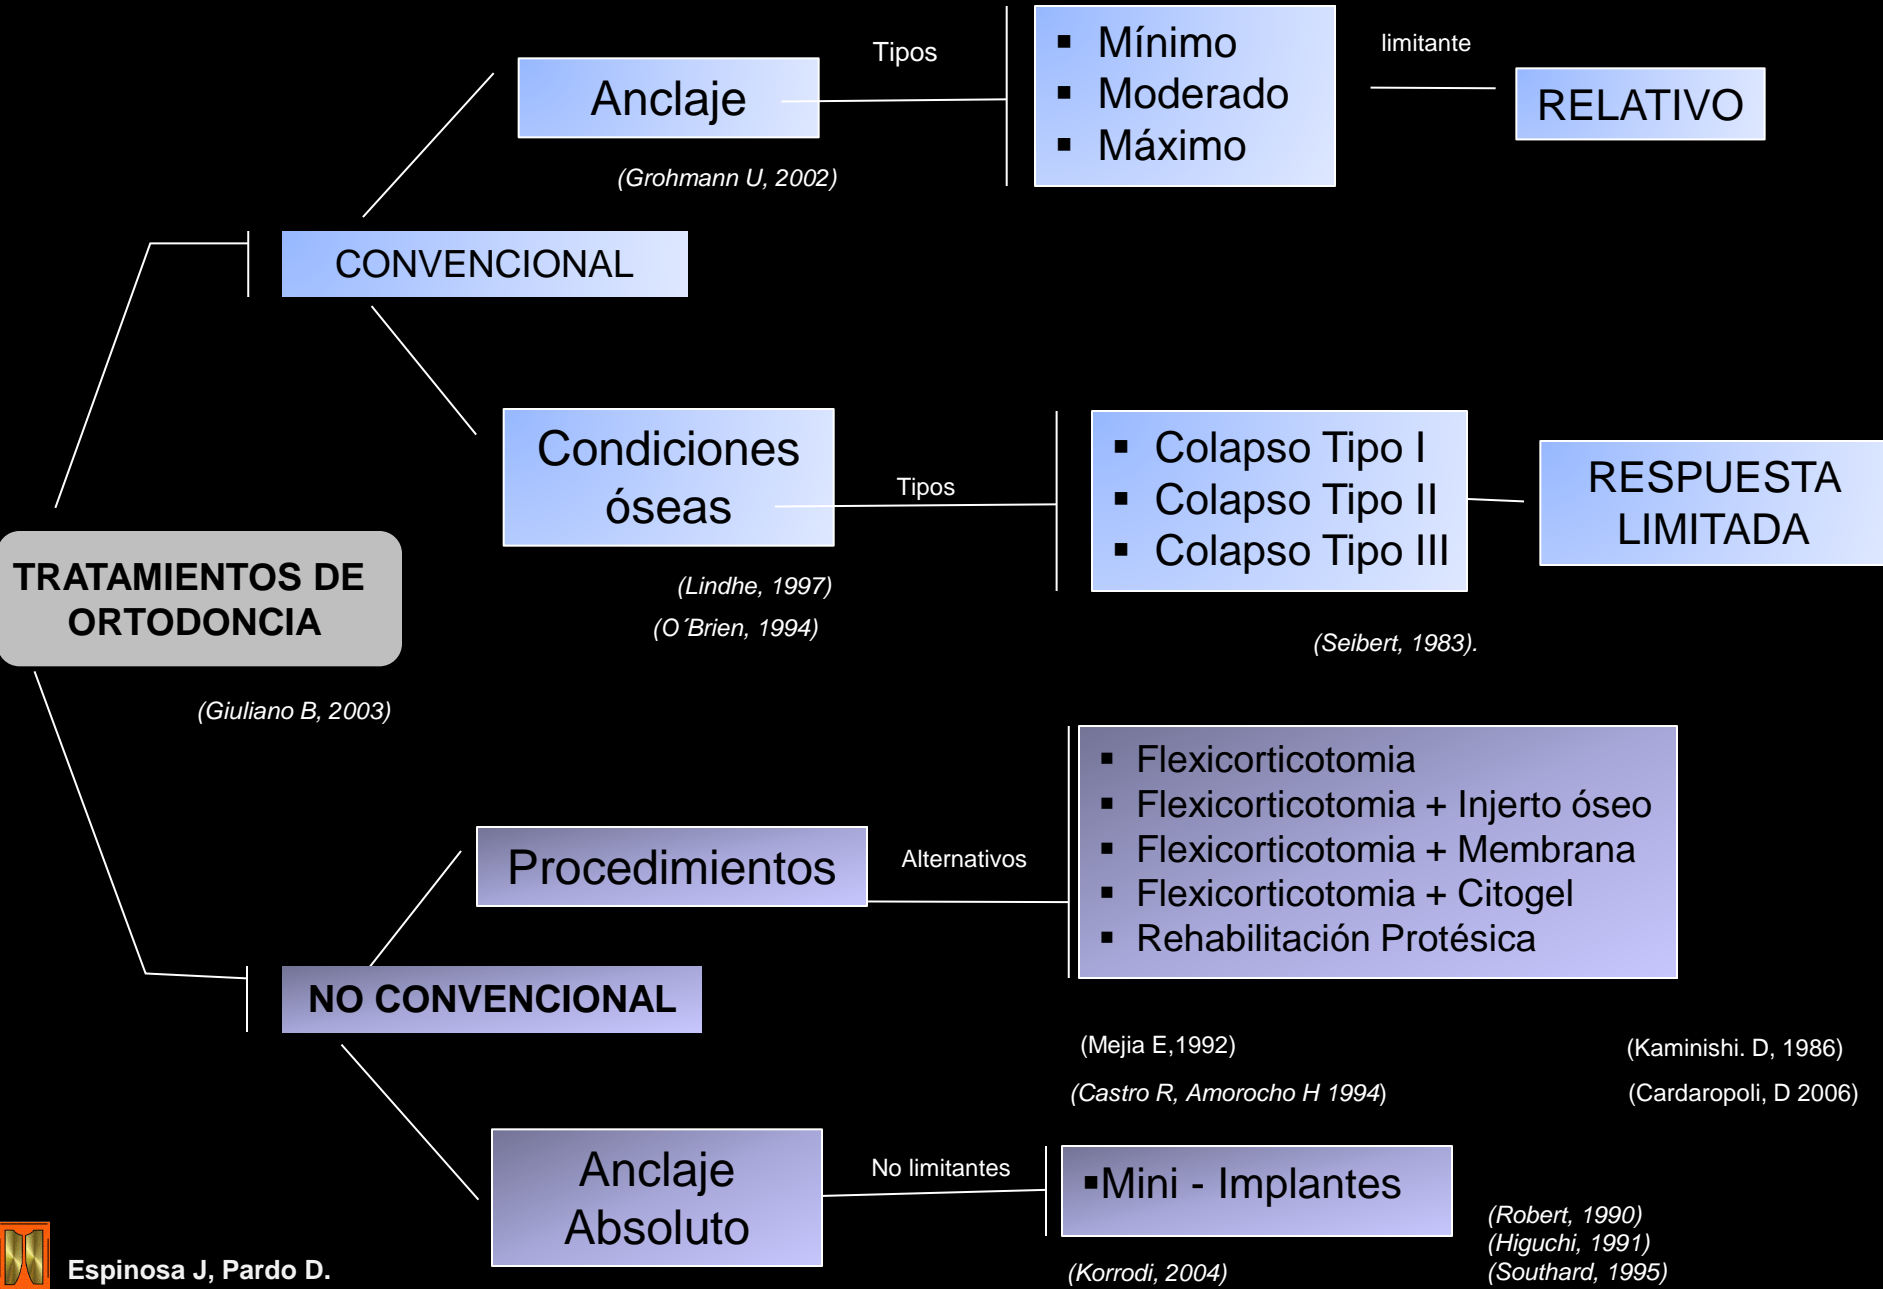 Anclaje
Tipos
▪ Mínimo
▪ Moderado
▪ Máximo
limitante
RELATIVO
(Grohmann U, 2002)
CONVENCIONAL
Condiciones
óseas
Tipos
▪ Colapso Tipo I
▪ Colapso Tipo II
▪ Colapso Tipo III
RESPUESTA
LIMITADA
(Lindhe, 1997)
(O´Brien, 1994)
(Seibert, 1983).
TRATAMIENTOS DE
ORTODONCIA
(Giuliano B, 2003)
Procedimientos
Alternativos
▪ Flexicorticotomia
▪ Flexicorticotomia + Injerto óseo
▪ Flexicorticotomia + Membrana
▪ Flexicorticotomia + Citogel
▪ Rehabilitación Protésica
NO CONVENCIONAL
(Mejia E,1992)
(Kaminishi. D, 1986)
(Castro R, Amorocho H 1994)
(Cardaropoli, D 2006)
Anclaje
Absoluto
No limitantes
▪Mini - Implantes
(Korrodi, 2004)
(Robert, 1990)
(Higuchi, 1991)
(Southard, 1995)
Espinosa J, Pardo D.